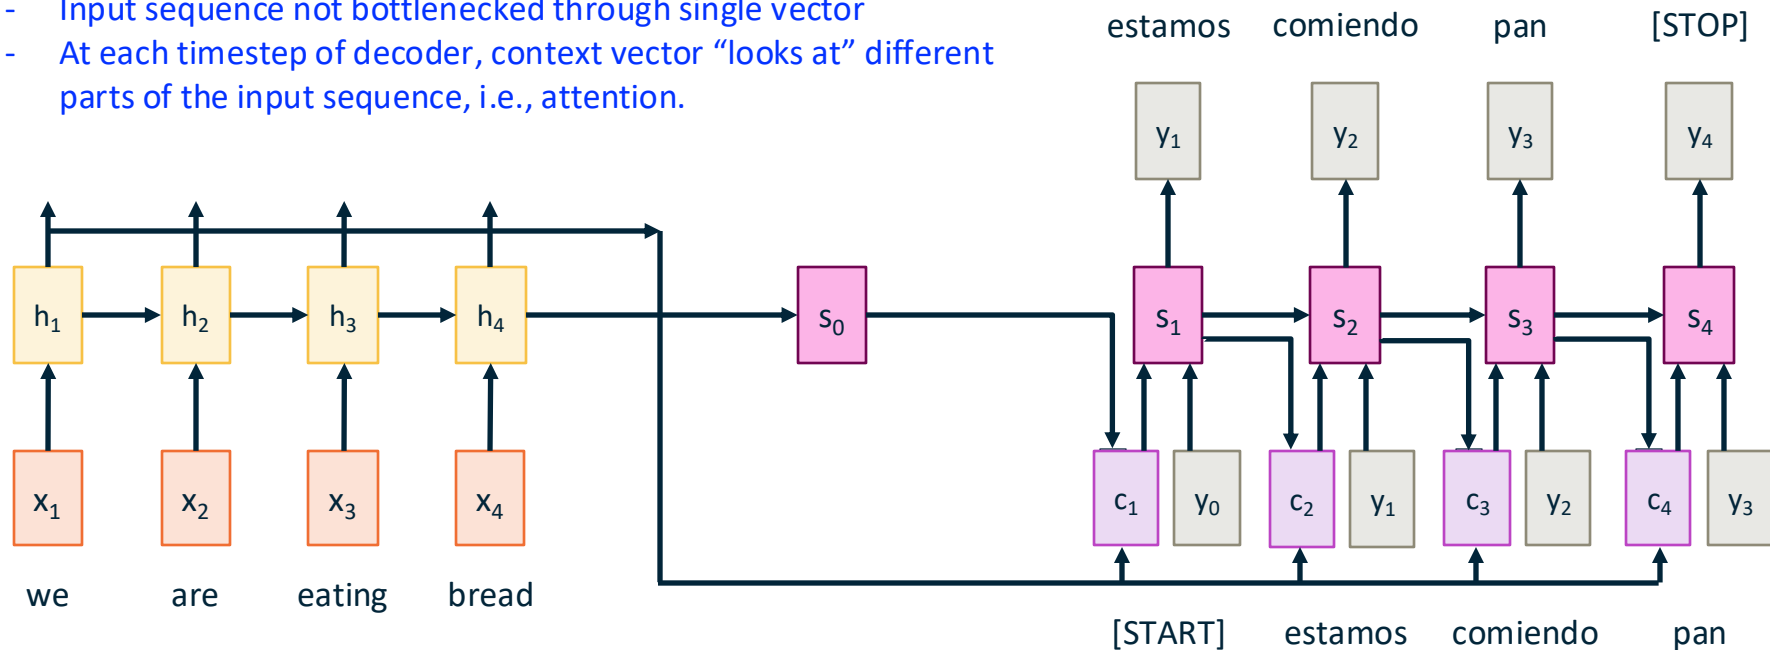 - Input sequence not bottlenecked through single vector
- At each timestep of decoder, context vector “looks at” different
parts of the input sequence, i.e., attention.
estamos comiendo pan [STOP]
y₁ y₂ y₃ y₄
h₁ h₂ h₃ h₄ s₀ s₁ s₂ s₃ s₄
x₁ x₂ x₃ x₄ c₁ y₀ c₂ y₁ c₃ y₂ c₄ y₃
we are eating bread
[START] estamos comiendo pan